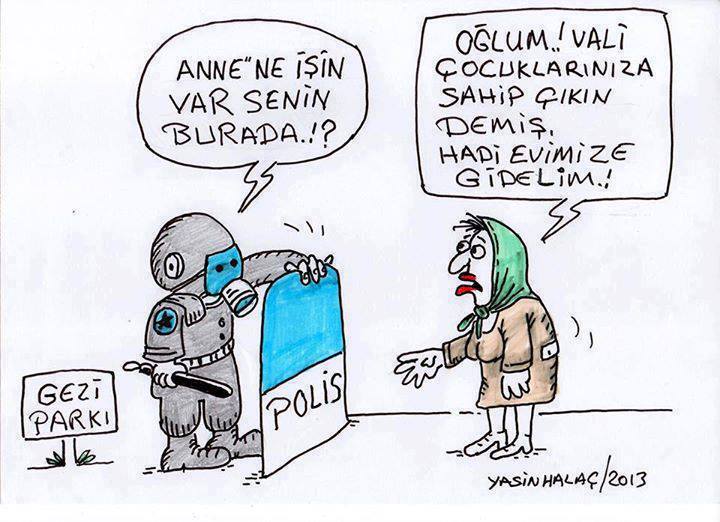 ANNE" NE İŞİN
VAR SENİN
BURADA.!?
OĞLUM..! VALİ
ÇOCUKLARINIZA
SAHİP ÇIKIN
DEMİŞ.
HADİ EVİMİZE
GİDELİM.!
GEZİ
PARKI
POLİS
YASİN HALAÇ/2013